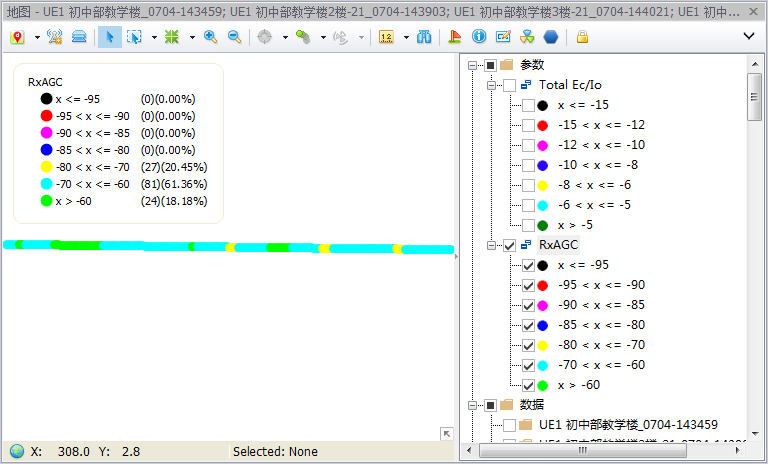 地图 - UE1 初中部教学楼_0704-143459; UE1 初中部教学楼2楼-21_0704-143903; UE1 初中部教学楼3楼-21_0704-144021; UE1 初中...
1.2
RxAGC
x <= -95 (0)(0.00%)
-95 < x <= -90 (0)(0.00%)
-90 < x <= -85 (0)(0.00%)
-85 < x <= -80 (0)(0.00%)
-80 < x <= -70 (27)(20.45%)
-70 < x <= -60 (81)(61.36%)
x > -60 (24)(18.18%)
参数
Total Ec/Io
x <= -15
-15 < x <= -12
-12 < x <= -10
-10 < x <= -8
-8 < x <= -6
-6 < x <= -5
x > -5
RxAGC
x <= -95
-95 < x <= -90
-90 < x <= -85
-85 < x <= -80
-80 < x <= -70
-70 < x <= -60
x > -60
数据
UE1 初中部教学楼_0704-143459
X: 308.0 Y: 2.8 Selected: None